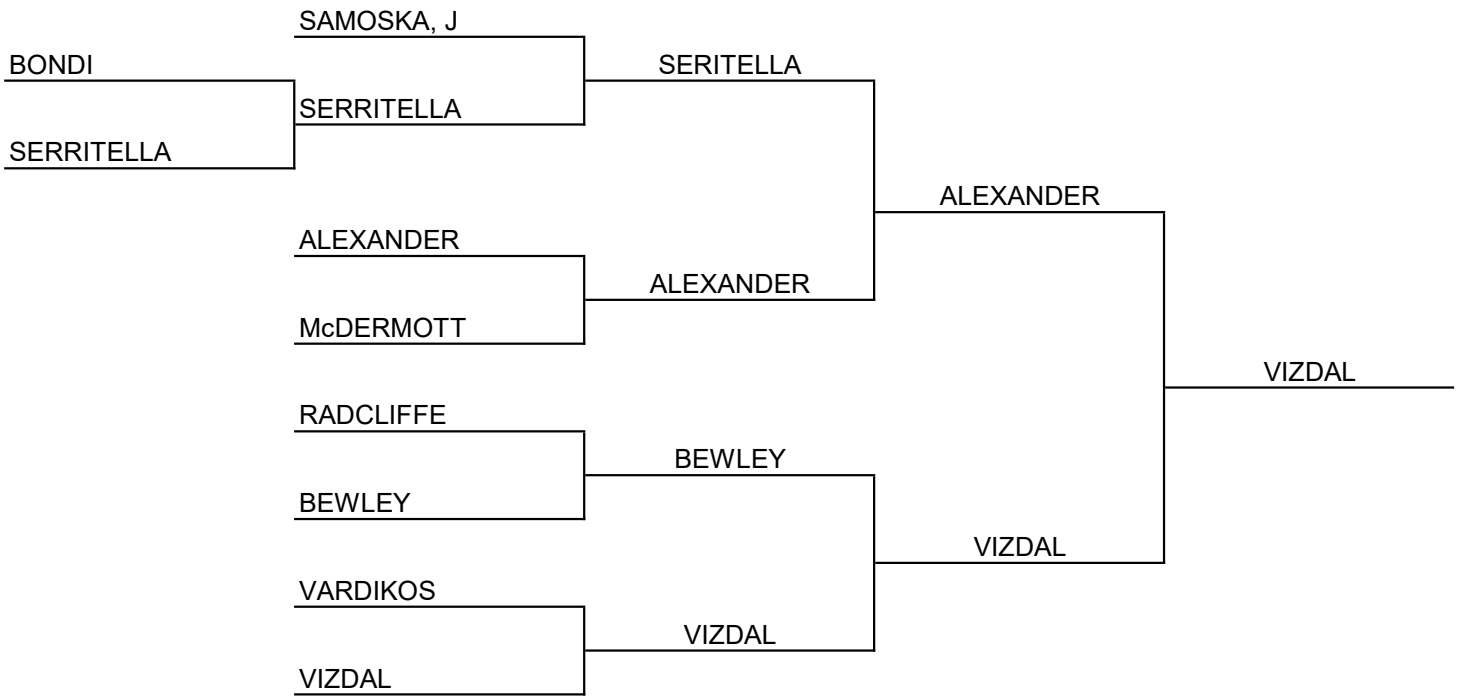 SAMOSKA, J
BONDI
SERITELLA
SERRITELLA
SERRITELLA
ALEXANDER
ALEXANDER
ALEXANDER
McDERMOTT
VIZDAL
RADCLIFFE
BEWLEY
BEWLEY
VIZDAL
VARDIKOS
VIZDAL
VIZDAL